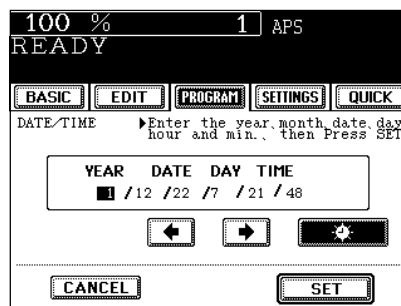 100 % 1 APS
READY
BASIC EDIT PROGRAM SETTINGS QUICK
DATE/TIME ▶Enter the year, month, date, day
hour and min., then Press SET
YEAR DATE DAY TIME
1 /12 /22 /7 /21 /48
CANCEL SET